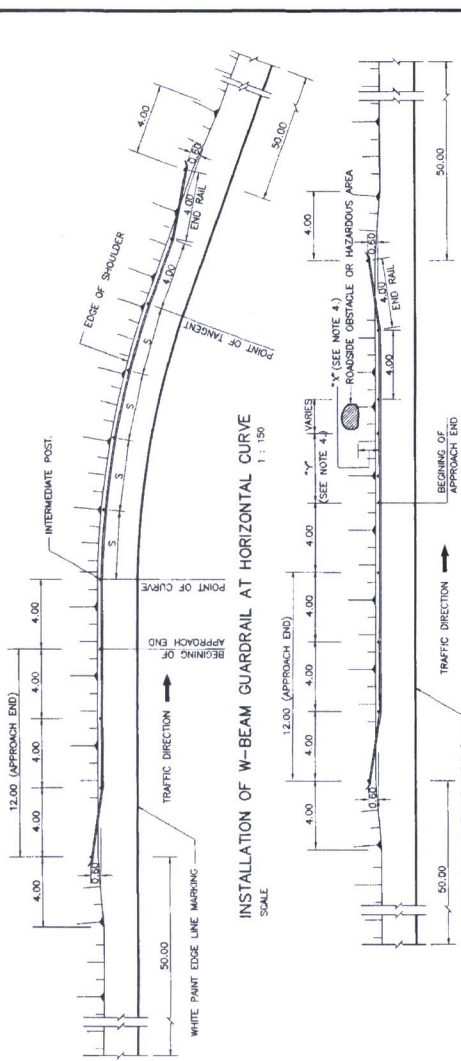 50.00
4.00
0.60
4.00
END RAIL
4.00
EDGE OF SHOULDER
S
S
S
POINT OF TANGENT
INTERMEDIATE POST.
POINT OF CURVE
BEGINING OF
APPROACH END
12.00 (APPROACH END)
4.00
4.00
4.00
4.00
4.00
0.60
TRAFFIC DIRECTION
WHITE PAINT EDGE LINE MARKING
50.00
INSTALLATION OF W-BEAM GUARDRAIL AT HORIZONTAL CURVE
SCALE 1 : 150
50.00
4.00
0.60
4.00
END RAIL
4.00
"X" (SEE NOTE 4.)
ROADSIDE OBSTACLE OR HAZARDOUS AREA
"Y" VARIES
(SEE NOTE 4.)
4.00
12.00 (APPROACH END)
4.00
4.00
4.00
4.00
0.60
BEGINING OF
APPROACH END
TRAFFIC DIRECTION
50.00